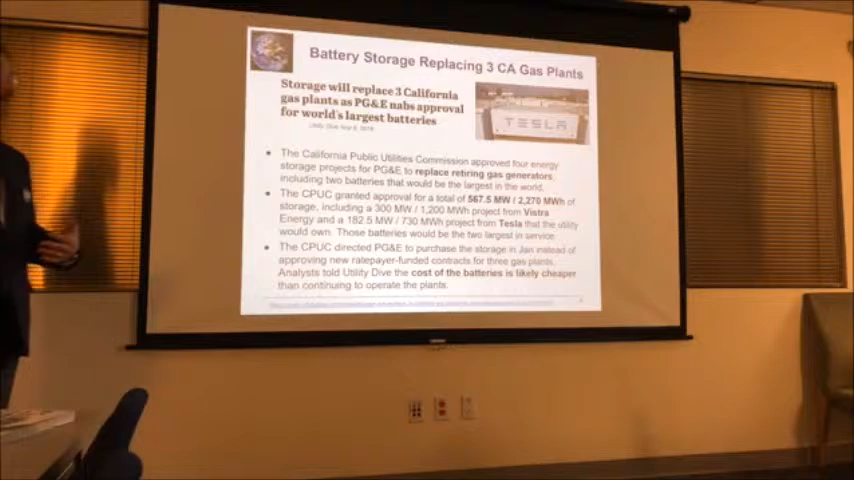 Battery Storage Replacing 3 CA Gas Plants
Storage will replace 3 California
gas plants as PG&E nabs approval
for world's largest batteries
TESLA
• The California Public Utilities Commission approved four energy
storage projects for PG&E to replace retiring gas generators,
including two batteries that would be the largest in the world.
• The CPUC granted approval for a total of 567.5 MW / 2,270 MWh of
storage, including a 300 MW / 1,200 MWh project from Vistra
Energy and a 182.5 MW / 730 MWh project from Tesla that the utility
would own. Those batteries would be the two largest in service.
• The CPUC directed PG&E to purchase the storage in Jan instead of
approving new ratepayer-funded contracts for three gas plants.
Analysts told Utility Dive the cost of the batteries is likely cheaper
than continuing to operate the plants.